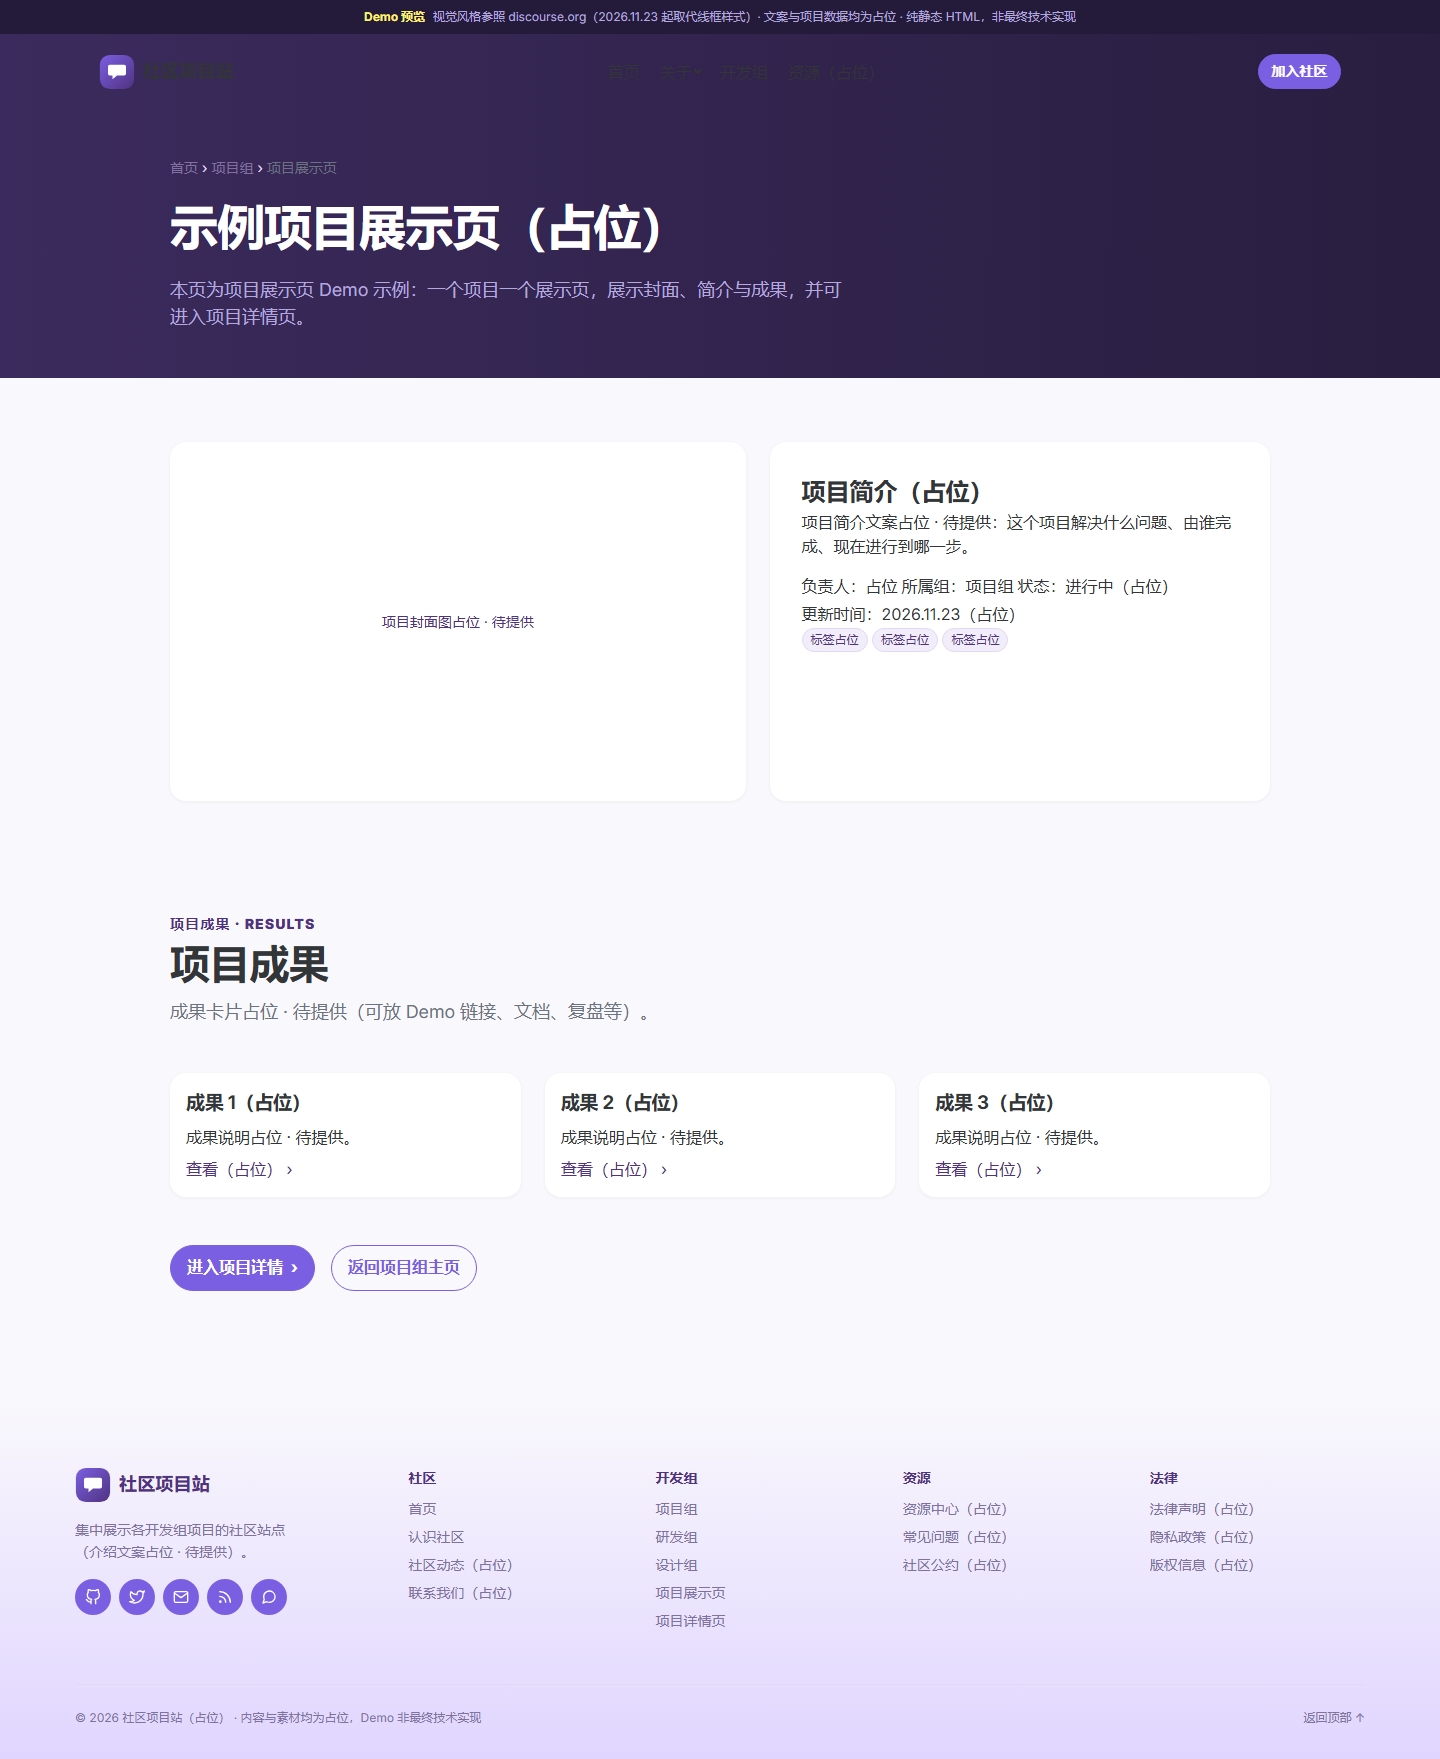 Demo 预览 视觉风格参照 discourse.org（2026.11.23 起取代线框样式）· 文案与项目数据均为占位 · 纯静态 HTML，非最终技术实现
社区项目站
首页 关于 开发组 资源（占位）
加入社区
首页 › 项目组 › 项目展示页
示例项目展示页（占位）
本页为项目展示页 Demo 示例：一个项目一个展示页，展示封面、简介与成果，并可
进入项目详情页。
项目封面图占位 · 待提供
项目简介（占位）
项目简介文案占位 · 待提供：这个项目解决什么问题、由谁完
成、现在进行到哪一步。
负责人：占位 所属组：项目组 状态：进行中（占位）
更新时间：2026.11.23（占位）
标签占位 标签占位 标签占位
项目成果 · RESULTS
项目成果
成果卡片占位 · 待提供（可放 Demo 链接、文档、复盘等）。
成果 1（占位）
成果说明占位 · 待提供。
查看（占位） ›
成果 2（占位）
成果说明占位 · 待提供。
查看（占位） ›
成果 3（占位）
成果说明占位 · 待提供。
查看（占位） ›
进入项目详情 ›
返回项目组主页
社区项目站
集中展示各开发组项目的社区站点
（介绍文案占位 · 待提供）。
社区
首页
认识社区
社区动态（占位）
联系我们（占位）
开发组
项目组
研发组
设计组
项目展示页
项目详情页
资源
资源中心（占位）
常见问题（占位）
社区公约（占位）
法律
法律声明（占位）
隐私政策（占位）
版权信息（占位）
© 2026 社区项目站（占位） · 内容与素材均为占位，Demo 非最终技术实现
返回顶部 ↑